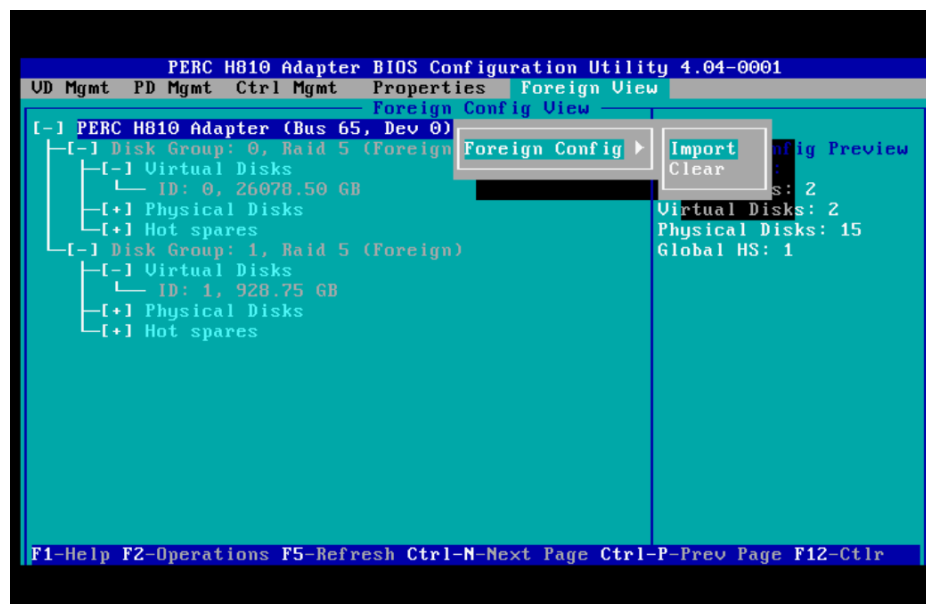 PERC H810 Adapter BIOS Configuration Utility 4.04-0001
VD Mgmt PD Mgmt Ctrl Mgmt Properties Foreign View
Foreign Config View
[-] PERC H810 Adapter (Bus 65, Dev 0)
[-] Disk Group: 0, Raid 5 (Foreign
Foreign Config
Import
Clear
[-] Virtual Disks
ID: 0, 26078.50 GB
[+] Physical Disks
[+] Hot spares
[-] Disk Group: 1, Raid 5 (Foreign)
[-] Virtual Disks
ID: 1, 928.75 GB
[+] Physical Disks
[+] Hot spares
Preview
s: 2
Virtual Disks: 2
Physical Disks: 15
Global HS: 1
F1-Help F2-Operations F5-Refresh Ctrl-N-Next Page Ctrl-P-Prev Page F12-Ctlr